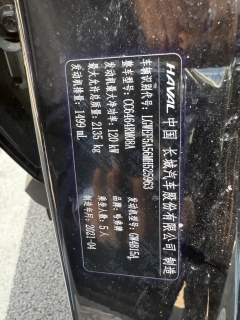 HAVAL 中国 长城汽车股份有限公司 制造
车辆识别代号: LGWEF5A56MH525963
整车型号: CC6464RM08A 发动机型号: GW4B15A
发动机最大净功率: 120 kW 品牌: 哈弗牌
最大允许总质量: 2135 kg 乘坐人数: 5 人
发动机排量: 1499 mL 制造年月: 2021-04